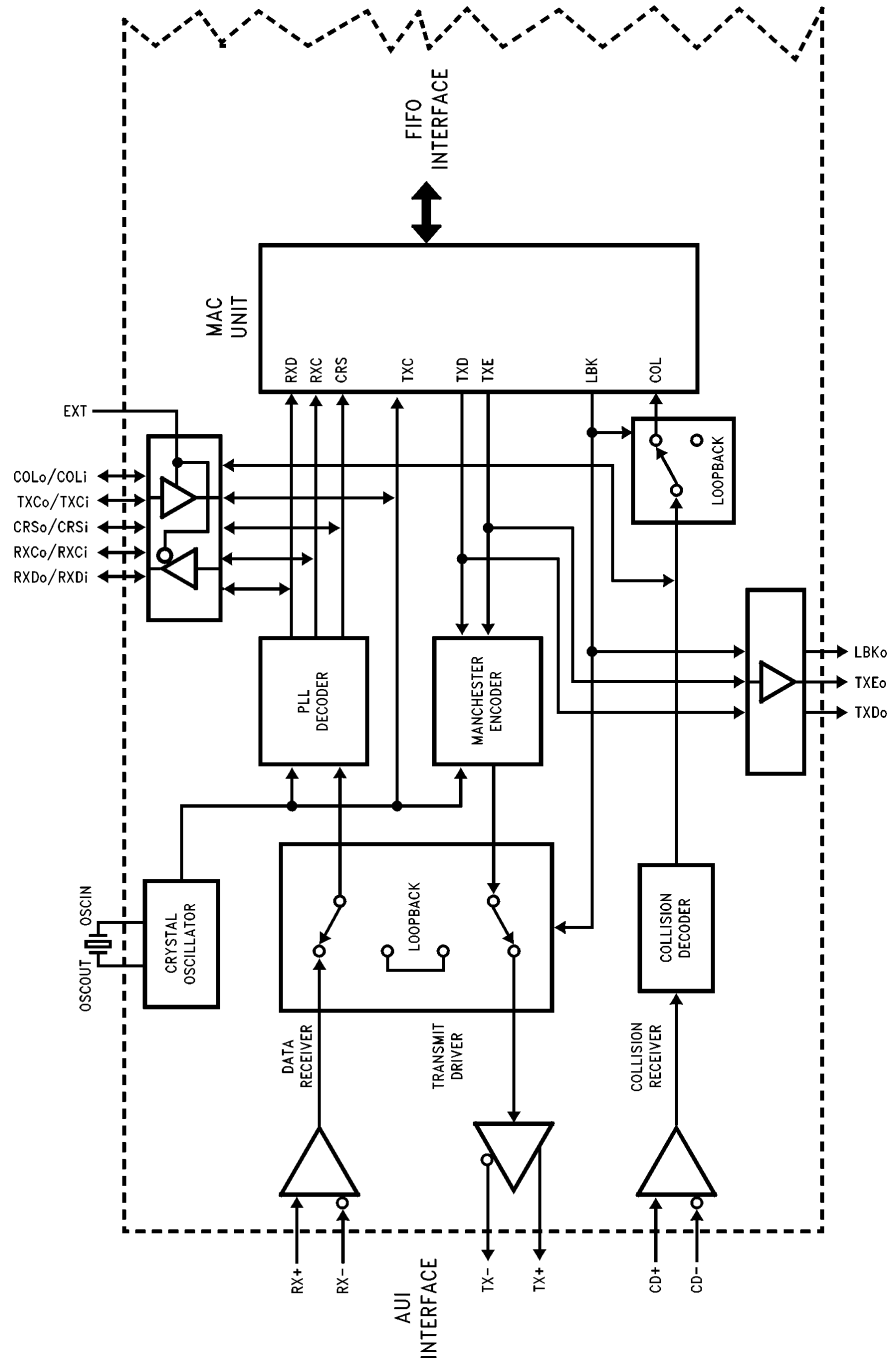 FIFO
INTERFACE
MAC
UNIT
RXD
RXC
CRS
TXC
TXD
TXE
LBK
COL
EXT
COLo/COLi
TXCo/TXCi
CRSo/CRSi
RXCo/RXCi
RXDo/RXDi
LOOPBACK
PLL
DECODER
MANCHESTER
ENCODER
LBKo
TXEo
TXDo
OSCIN
OSCOUT
CRYSTAL
OSCILLATOR
LOOPBACK
COLLISION
DECODER
DATA
RECEIVER
TRANSMIT
DRIVER
COLLISION
RECEIVER
RX+
RX-
TX-
TX+
CD+
CD-
AUI
INTERFACE